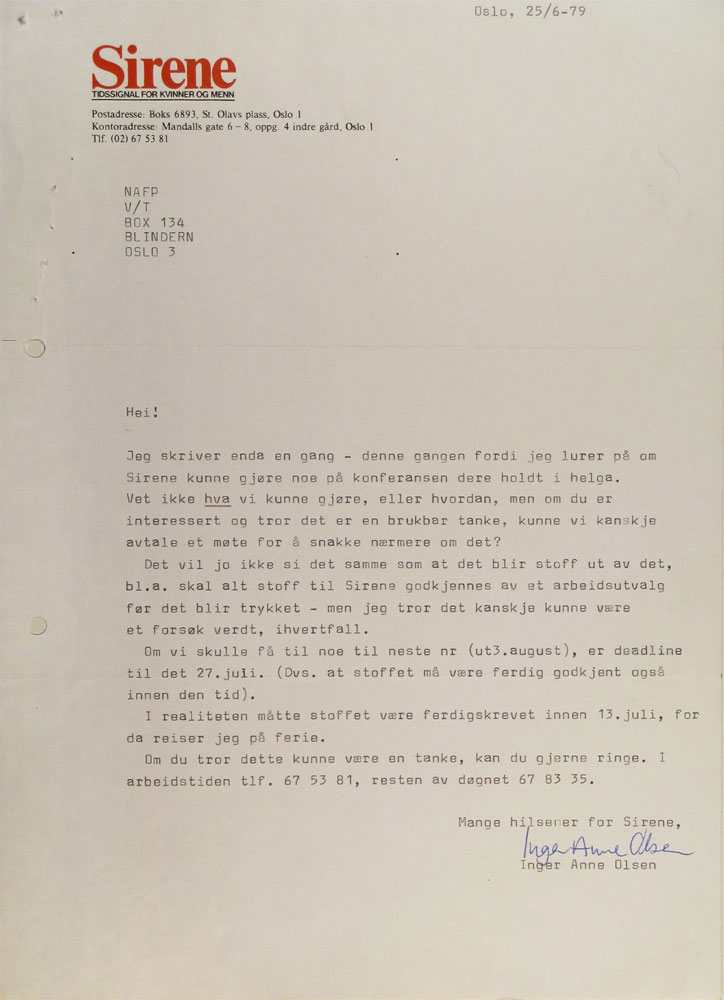 Oslo, 25/6-79
Sirene
TIDSSIGNAL FOR KVINNER OG MENN
Postadresse: Boks 6893, St. Olavs plass, Oslo 1
Kontoradresse: Mandalls gate 6 – 8, oppg. 4 indre gård, Oslo 1
Tlf. (02) 67 53 81
NAFP
V/T
BOX 134
BLINDERN
OSLO 3
Hei!
Jeg skriver enda en gang - denne gangen fordi jeg lurer på om
Sirene kunne gjøre noe på konferansen dere holdt i helga.
Vet ikke hva vi kunne gjøre, eller hvordan, men om du er
interessert og tror det er en brukbar tanke, kunne vi kanskje
avtale et møte for å snakke nærmere om det?
Det vil jo ikke si det samme som at det blir stoff ut av det,
bl.a. skal alt stoff til Sirene godkjennes av et arbeidsutvalg
før det blir trykket - men jeg tror det kanskje kunne være
et forsøk verdt, ihvertfall.
Om vi skulle få til noe til neste nr (ut3.august), er deadline
til det 27.juli. (Dvs. at stoffet må være ferdig godkjent også
innen den tid).
I realiteten måtte stoffet være ferdigskrevet innen 13.juli, for
da reiser jeg på ferie.
Om du tror dette kunne være en tanke, kan du gjerne ringe. I
arbeidstiden tlf. 67 53 81, resten av døgnet 67 83 35.
Mange hilsener for Sirene,
Inger Anne Olsen
Inger Anne Olsen